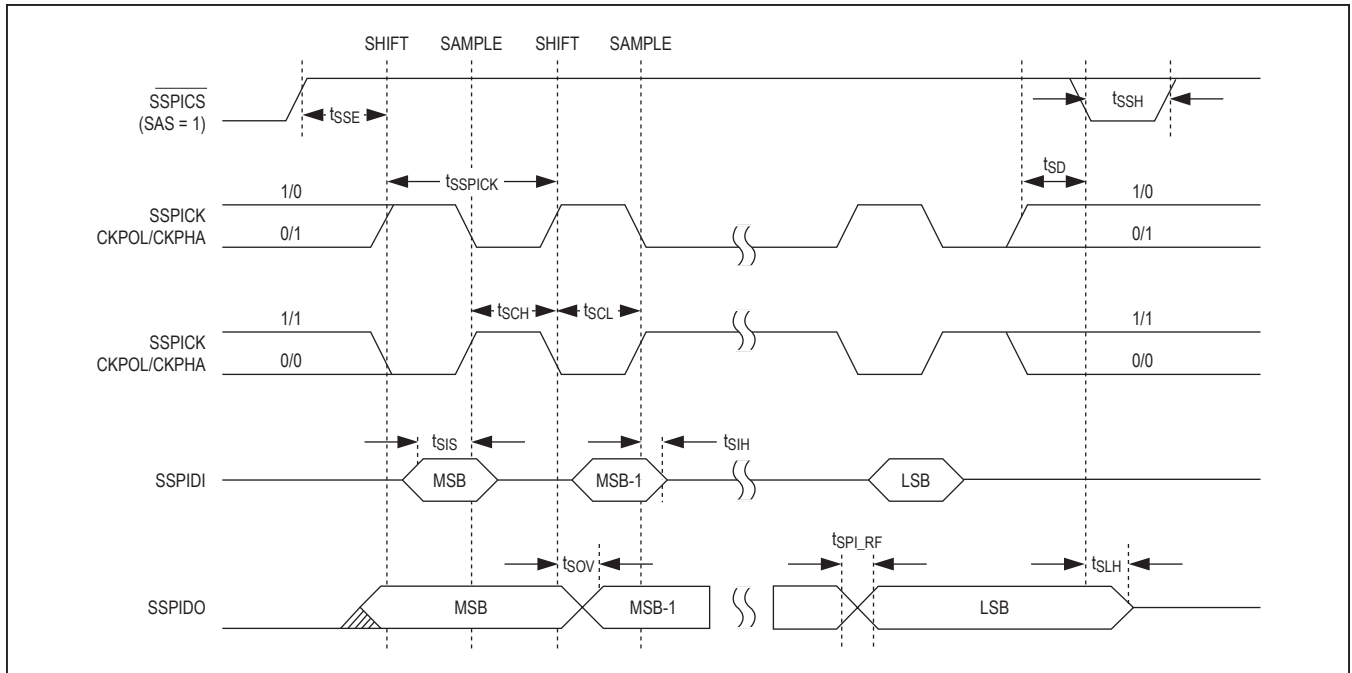 SHIFT SAMPLE SHIFT SAMPLE
SSPICS
(SAS = 1)
tSSE
tSSH
tSSPICK
tSD
SSPICK
CKPOL/CKPHA
1/0
0/1
1/0
0/1
tSCH
tSCL
SSPICK
CKPOL/CKPHA
1/1
0/0
1/1
0/0
tSIS
tSIH
SSPIDI
MSB
MSB-1
LSB
tSOV
tSPI_RF
tSLH
SSPIDO
MSB
MSB-1
LSB